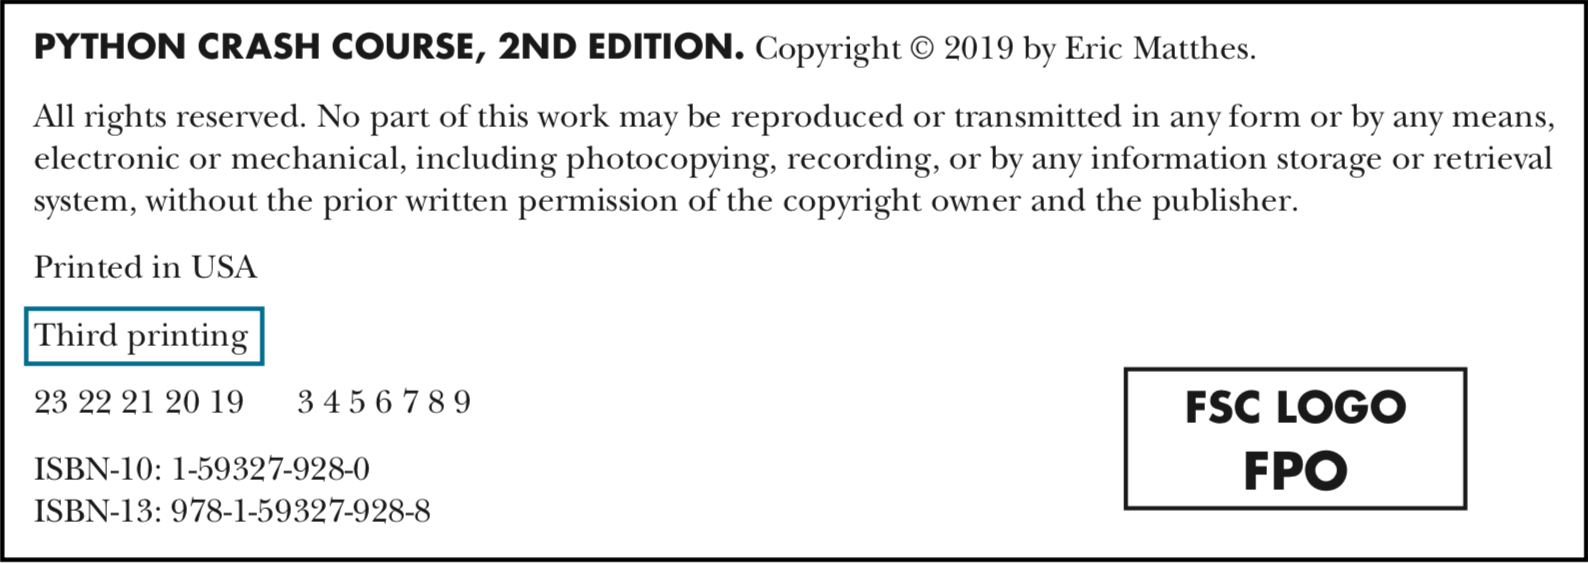 PYTHON CRASH COURSE, 2ND EDITION. Copyright © 2019 by Eric Matthes.
All rights reserved. No part of this work may be reproduced or transmitted in any form or by any means,
electronic or mechanical, including photocopying, recording, or by any information storage or retrieval
system, without the prior written permission of the copyright owner and the publisher.
Printed in USA
Third printing
23 22 21 20 19 3 4 5 6 7 8 9
FSC LOGO
FPO
ISBN-10: 1-59327-928-0
ISBN-13: 978-1-59327-928-8